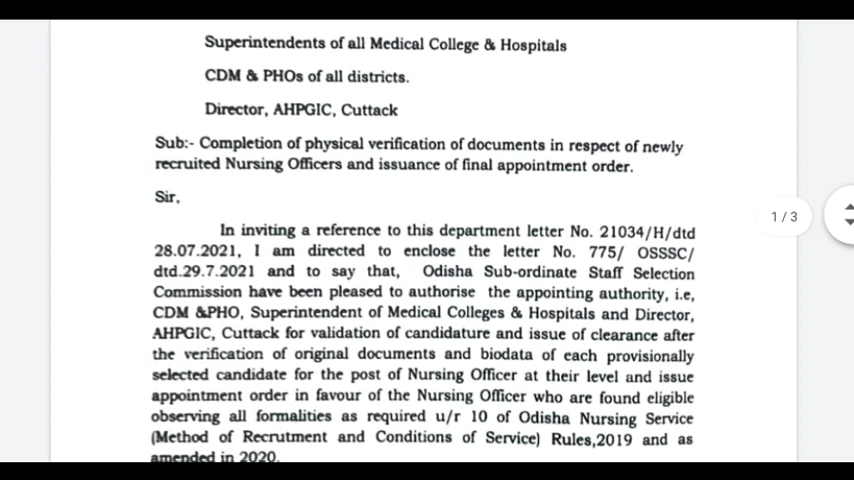 Superintendents of all Medical College & Hospitals
CDM & PHOs of all districts.
Director, AHPGIC, Cuttack
Sub:- Completion of physical verification of documents in respect of newly
recruited Nursing Officers and issuance of final appointment order.
Sir,
In inviting a reference to this department letter No. 21034/H/dtd
28.07.2021, I am directed to enclose the letter No. 775/ OSSSC/
dtd.29.7.2021 and to say that, Odisha Sub-ordinate Staff Selection
Commission have been pleased to authorise the appointing authority, i.e,
CDM &PHO, Superintendent of Medical Colleges & Hospitals and Director,
AHPGIC, Cuttack for validation of candidature and issue of clearance after
the verification of original documents and biodata of each provisionally
selected candidate for the post of Nursing Officer at their level and issue
appointment order in favour of the Nursing Officer who are found eligible
observing all formalities as required u/r 10 of Odisha Nursing Service
(Method of Recrutment and Conditions of Service) Rules,2019 and as
amended in 2020.
1 / 3